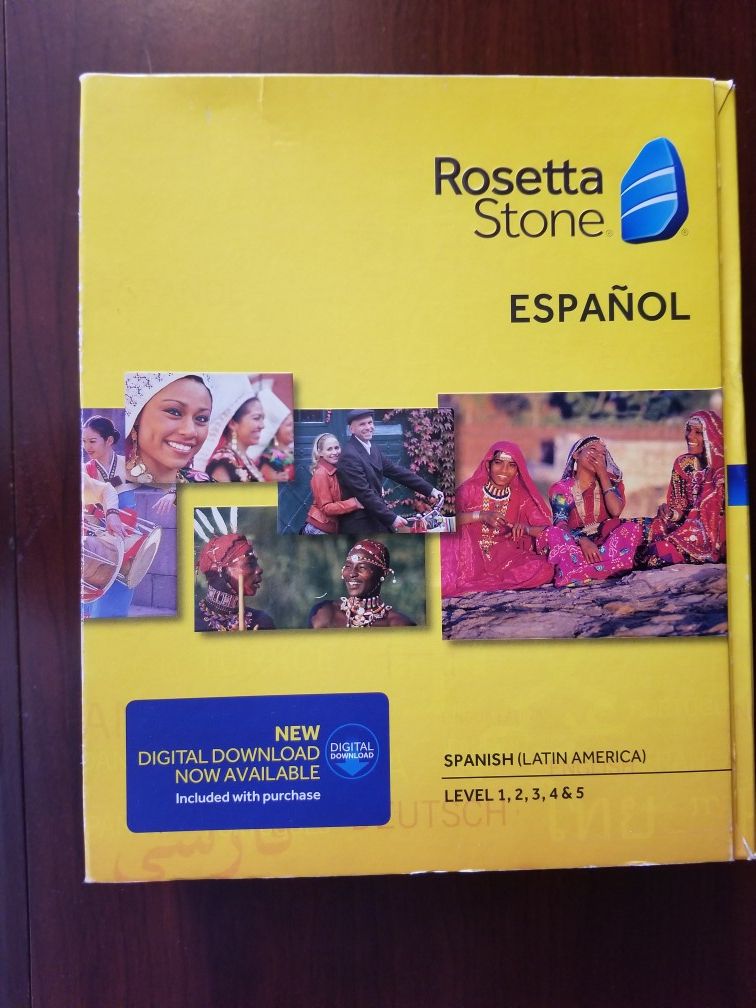 Rosetta
Stone®
ESPAÑOL
NEW
DIGITAL DOWNLOAD
NOW AVAILABLE
Included with purchase
DIGITAL
DOWNLOAD
SPANISH (LATIN AMERICA)
LEVEL 1, 2, 3, 4 & 5
DEUTSCH
فارسی